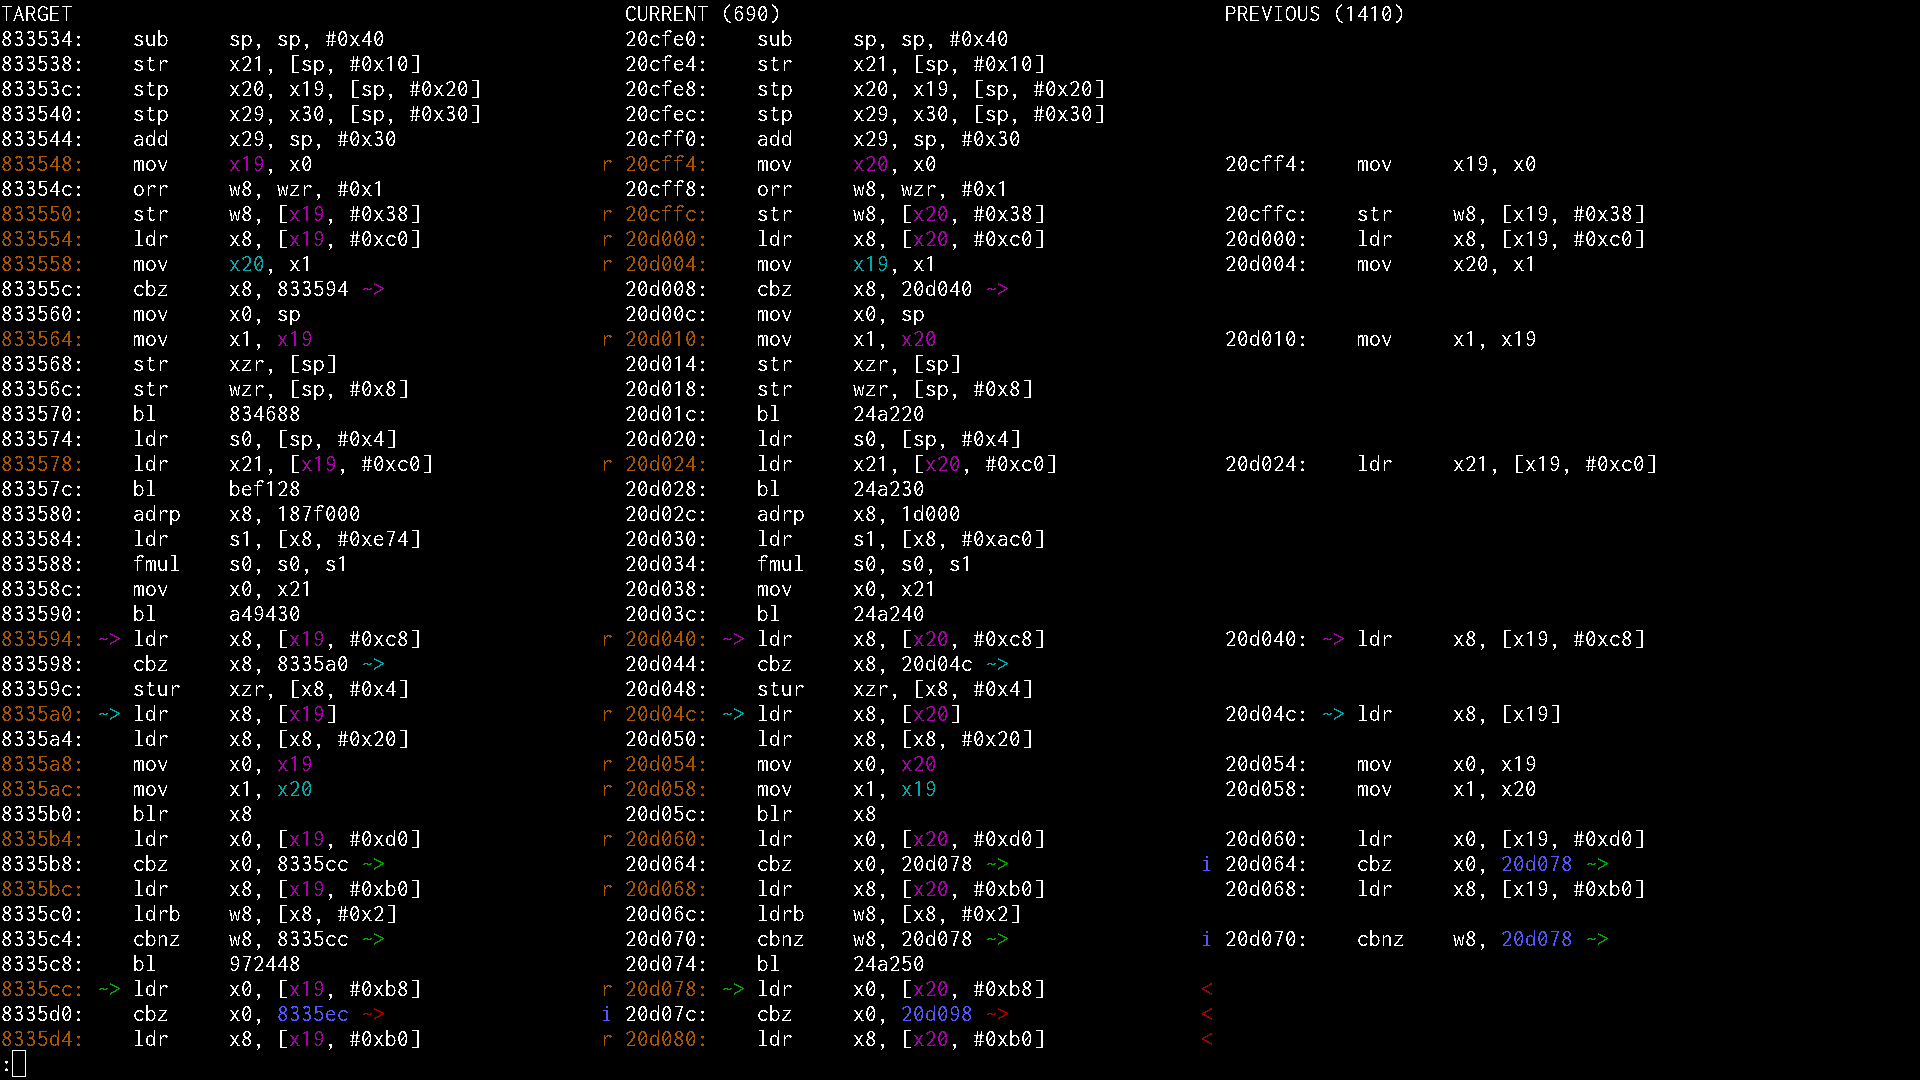 TARGET CURRENT (690) PREVIOUS (1410)
833534: sub sp, sp, #0x40 20cfe0: sub sp, sp, #0x40
833538: str x21, [sp, #0x10] 20cfe4: str x21, [sp, #0x10]
83353c: stp x20, x19, [sp, #0x20] 20cfe8: stp x20, x19, [sp, #0x20]
833540: stp x29, x30, [sp, #0x30] 20cfec: stp x29, x30, [sp, #0x30]
833544: add x29, sp, #0x30 20cff0: add x29, sp, #0x30
833548: mov x19, x0 r 20cff4: mov x20, x0 20cff4: mov x19, x0
83354c: orr w8, wzr, #0x1 20cff8: orr w8, wzr, #0x1
833550: str w8, [x19, #0x38] r 20cffc: str w8, [x20, #0x38] 20cffc: str w8, [x19, #0x38]
833554: ldr x8, [x19, #0xc0] r 20d000: ldr x8, [x20, #0xc0] 20d000: ldr x8, [x19, #0xc0]
833558: mov x20, x1 r 20d004: mov x19, x1 20d004: mov x20, x1
83355c: cbz x8, 833594 ~> 20d008: cbz x8, 20d040 ~>
833560: mov x0, sp 20d00c: mov x0, sp
833564: mov x1, x19 r 20d010: mov x1, x20 20d010: mov x1, x19
833568: str xzr, [sp] 20d014: str xzr, [sp]
83356c: str wzr, [sp, #0x8] 20d018: str wzr, [sp, #0x8]
833570: bl 834688 20d01c: bl 24a220
833574: ldr s0, [sp, #0x4] 20d020: ldr s0, [sp, #0x4]
833578: ldr x21, [x19, #0xc0] r 20d024: ldr x21, [x20, #0xc0] 20d024: ldr x21, [x19, #0xc0]
83357c: bl bef128 20d028: bl 24a230
833580: adrp x8, 187f000 20d02c: adrp x8, 1d000
833584: ldr s1, [x8, #0xe74] 20d030: ldr s1, [x8, #0xac0]
833588: fmul s0, s0, s1 20d034: fmul s0, s0, s1
83358c: mov x0, x21 20d038: mov x0, x21
833590: bl a49430 20d03c: bl 24a240
833594: ~> ldr x8, [x19, #0xc8] r 20d040: ~> ldr x8, [x20, #0xc8] 20d040: ~> ldr x8, [x19, #0xc8]
833598: cbz x8, 8335a0 ~> 20d044: cbz x8, 20d04c ~>
83359c: stur xzr, [x8, #0x4] 20d048: stur xzr, [x8, #0x4]
8335a0: ~> ldr x8, [x19] r 20d04c: ~> ldr x8, [x20] 20d04c: ~> ldr x8, [x19]
8335a4: ldr x8, [x8, #0x20] 20d050: ldr x8, [x8, #0x20]
8335a8: mov x0, x19 r 20d054: mov x0, x20 20d054: mov x0, x19
8335ac: mov x1, x20 r 20d058: mov x1, x19 20d058: mov x1, x20
8335b0: blr x8 20d05c: blr x8
8335b4: ldr x0, [x19, #0xd0] r 20d060: ldr x0, [x20, #0xd0] 20d060: ldr x0, [x19, #0xd0]
8335b8: cbz x0, 8335cc ~> 20d064: cbz x0, 20d078 ~> i 20d064: cbz x0, 20d078 ~>
8335bc: ldr x8, [x19, #0xb0] r 20d068: ldr x8, [x20, #0xb0] 20d068: ldr x8, [x19, #0xb0]
8335c0: ldrb w8, [x8, #0x2] 20d06c: ldrb w8, [x8, #0x2]
8335c4: cbnz w8, 8335cc ~> 20d070: cbnz w8, 20d078 ~> i 20d070: cbnz w8, 20d078 ~>
8335c8: bl 972448 20d074: bl 24a250
8335cc: ~> ldr x0, [x19, #0xb8] r 20d078: ~> ldr x0, [x20, #0xb8] <
8335d0: cbz x0, 8335ec ~> i 20d07c: cbz x0, 20d098 ~> <
8335d4: ldr x8, [x19, #0xb0] r 20d080: ldr x8, [x20, #0xb0] <
: